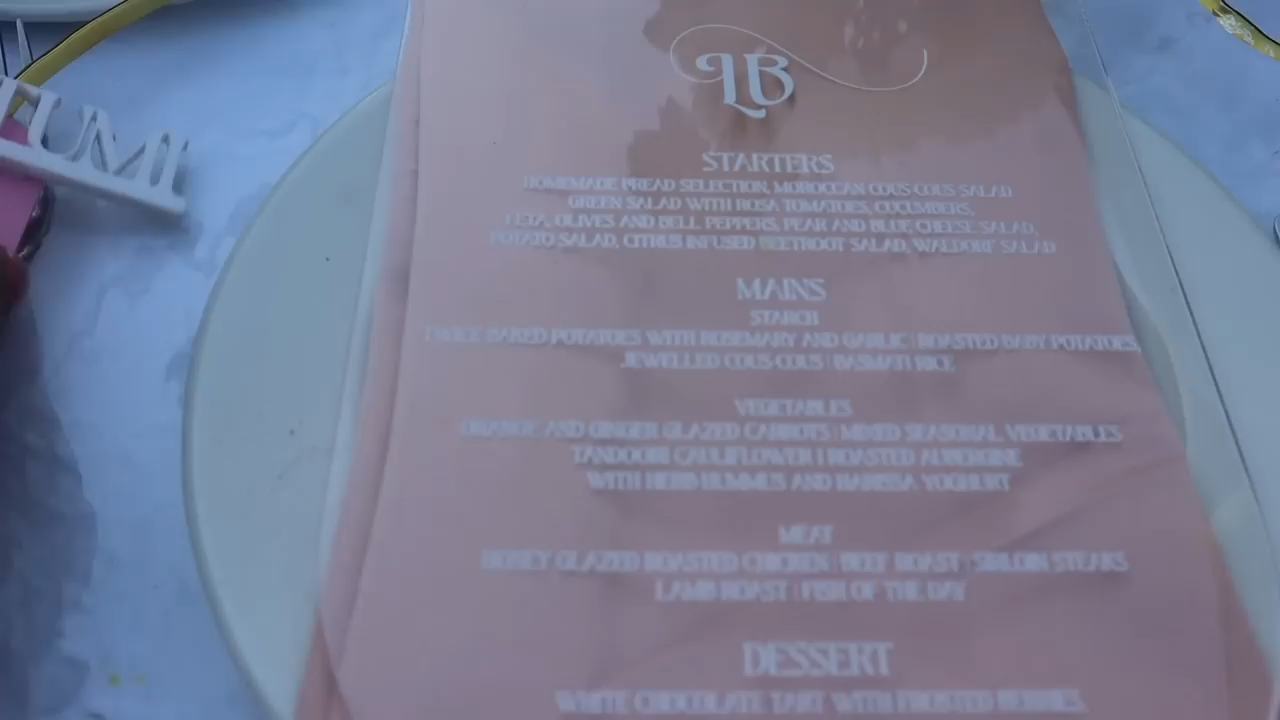 UMI
LB
STARTERS
HOMEMADE BREAD SELECTION, MOROCCAN COUS COUS SALAD
GREEN SALAD WITH ROSA TOMATOES, CUCUMBERS,
FETA, OLIVES AND BELL PEPPERS, PEAR AND BLUE CHEESE SALAD,
POTATO SALAD, CITRUS INFUSED BEETROOT SALAD, WALDORF SALAD
MAINS
STARCH
TWICE BAKED POTATOES WITH ROSEMARY AND GARLIC | ROASTED BABY POTATOES
JEWELLED COUS-COUS | BASMATI RICE
VEGETABLES
ORANGE AND GINGER GLAZED CARROTS | MIXED SEASONAL VEGETABLES
TANDOORI CAULIFLOWER | ROASTED AUBERGINE
WITH HERB HUMMUS AND HARISSA YOGHURT
MEAT
HONEY GLAZED ROASTED CHICKEN | BEEF ROAST | SIRLOIN STEAKS
LAMB ROAST | FISH OF THE DAY
DESSERT
WHITE CHOCOLATE TART WITH FROSTED BERRIES